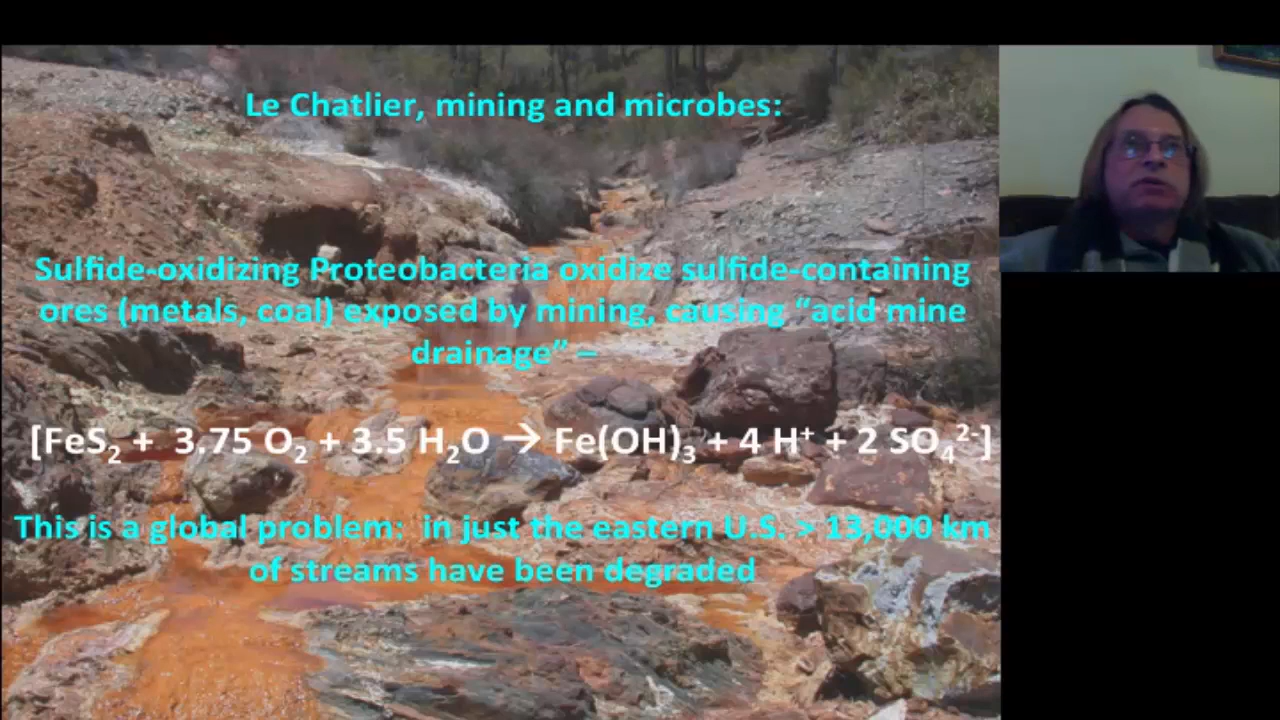 Le Chatlier, mining and microbes:
Sulfide-oxidizing Proteobacteria oxidize sulfide-containing
ores (metals, coal) exposed by mining, causing “acid mine
drainage” –
[FeS₂ + 3.75 O₂ + 3.5 H₂O → Fe(OH)₃ + 4 H⁺ + 2 SO₄²⁻]
This is a global problem: in just the eastern U.S. > 13,000 km
of streams have been degraded